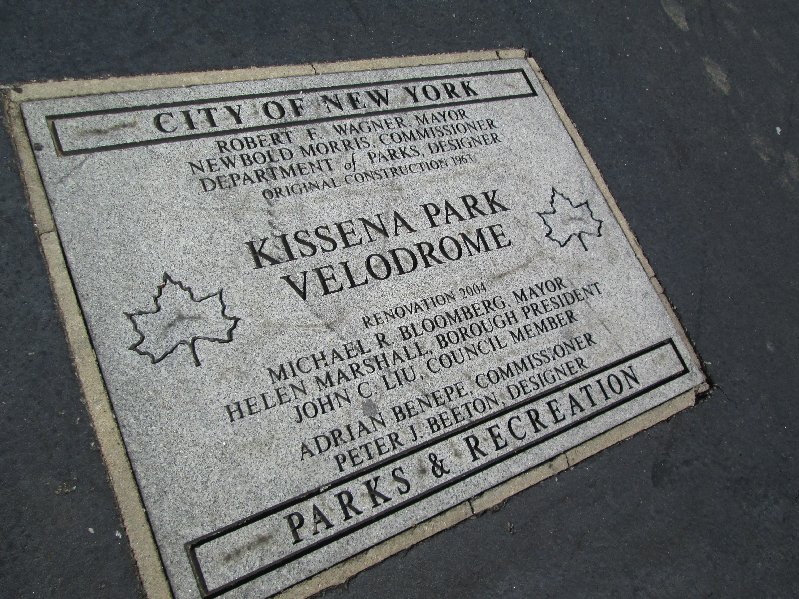 CITY OF NEW YORK
ROBERT F. WAGNER, MAYOR
NEWBOLD MORRIS, COMMISSIONER
DEPARTMENT of PARKS, DESIGNER
ORIGINAL CONSTRUCTION 1963
KISSENA PARK
VELODROME
RENOVATION 2004
MICHAEL R. BLOOMBERG, MAYOR
HELEN MARSHALL, BOROUGH PRESIDENT
JOHN C. LIU, COUNCIL MEMBER
ADRIAN BENEPE, COMMISSIONER
PETER J. BEETON, DESIGNER
PARKS & RECREATION